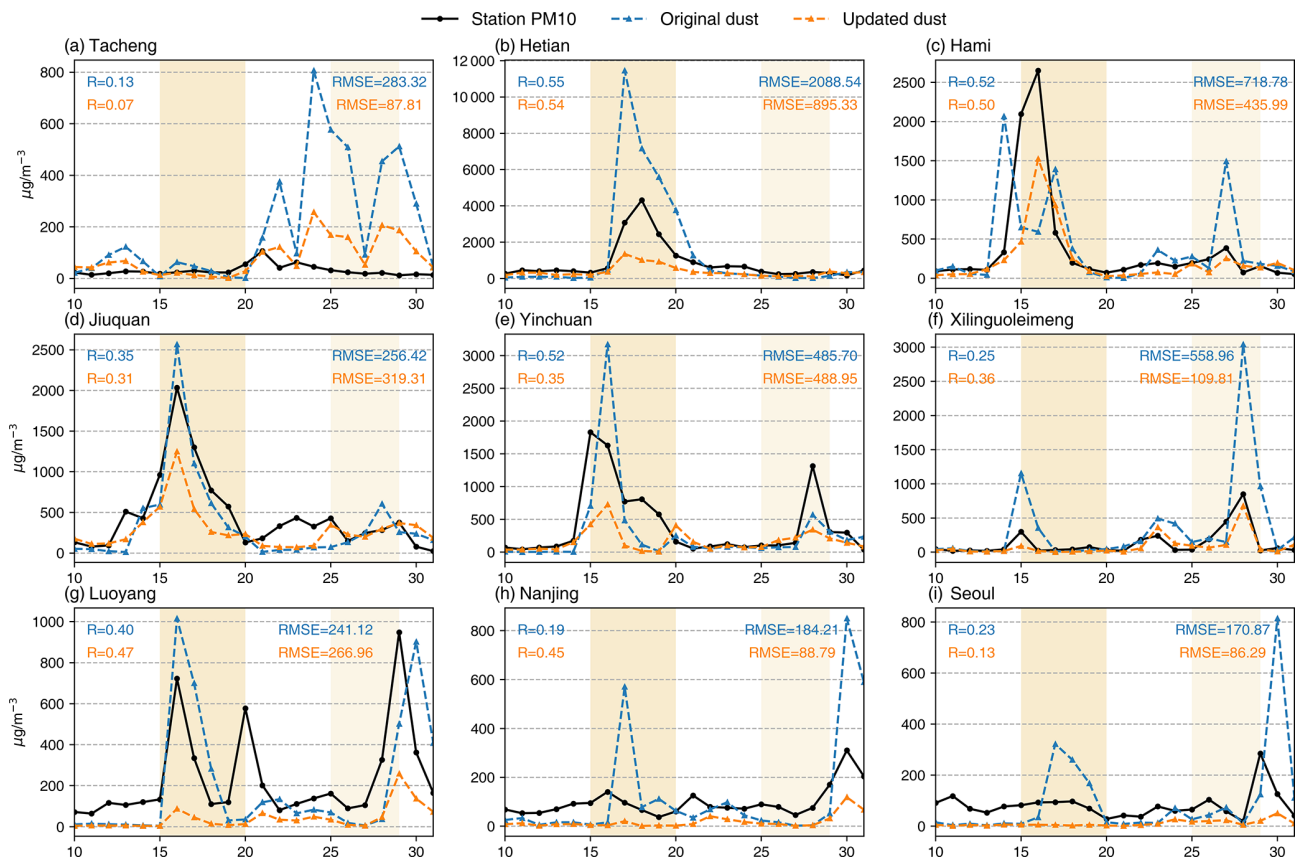 Station PM10 Original dust Updated dust
(a) Tacheng
R=0.13 RMSE=283.32
R=0.07 RMSE=87.81
800
600
400
200
0
μg/m⁻³
10 15 20 25 30
(b) Hetian
R=0.55 RMSE=2088.54
R=0.54 RMSE=895.33
12 000
10 000
8000
6000
4000
2000
0
10 15 20 25 30
(c) Hami
R=0.52 RMSE=718.78
R=0.50 RMSE=435.99
2500
2000
1500
1000
500
0
10 15 20 25 30
(d) Jiuquan
R=0.35 RMSE=256.42
R=0.31 RMSE=319.31
2500
2000
1500
1000
500
0
μg/m⁻³
10 15 20 25 30
(e) Yinchuan
R=0.52 RMSE=485.70
R=0.35 RMSE=488.95
3000
2500
2000
1500
1000
500
0
10 15 20 25 30
(f) Xilinguoleimeng
R=0.25 RMSE=558.96
R=0.36 RMSE=109.81
3000
2500
2000
1500
1000
500
0
10 15 20 25 30
(g) Luoyang
R=0.40 RMSE=241.12
R=0.47 RMSE=266.96
1000
800
600
400
200
0
μg/m⁻³
10 15 20 25 30
(h) Nanjing
R=0.19 RMSE=184.21
R=0.45 RMSE=88.79
800
600
400
200
0
10 15 20 25 30
(i) Seoul
R=0.23 RMSE=170.87
R=0.13 RMSE=86.29
800
600
400
200
0
10 15 20 25 30